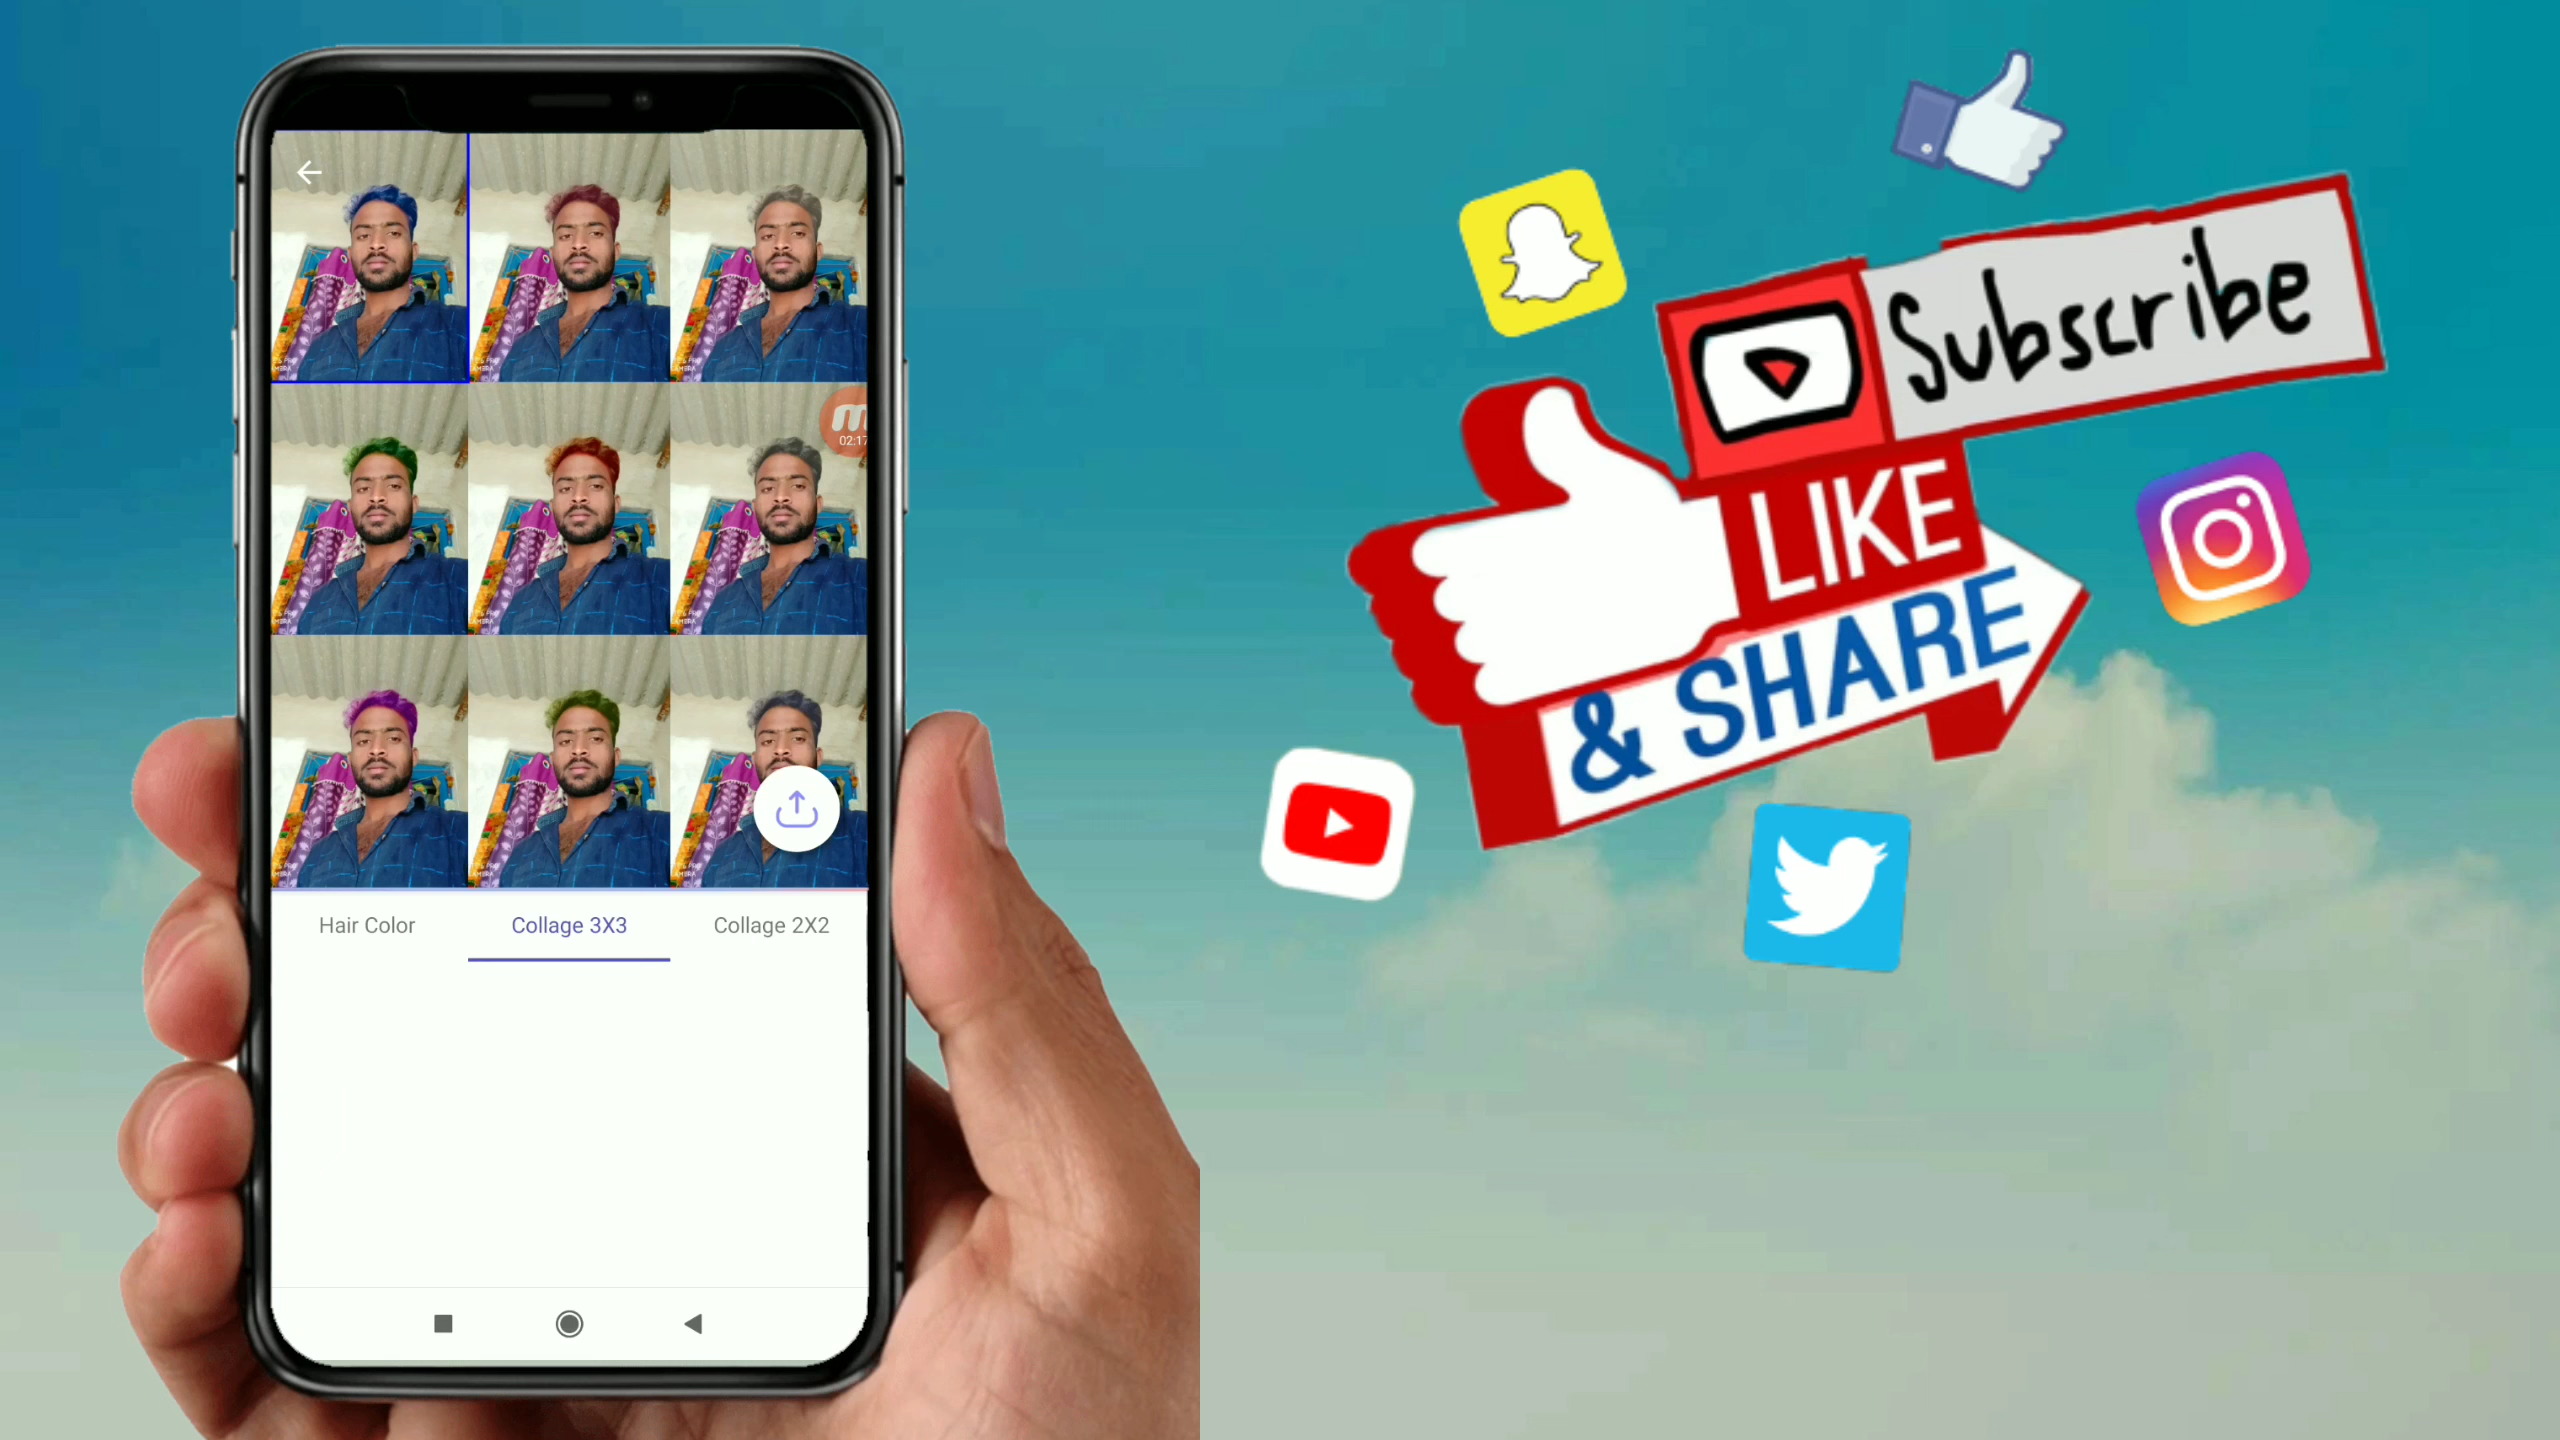 02:17
Hair Color
Collage 3X3
Collage 2X2
Subscribe
LIKE
& SHARE